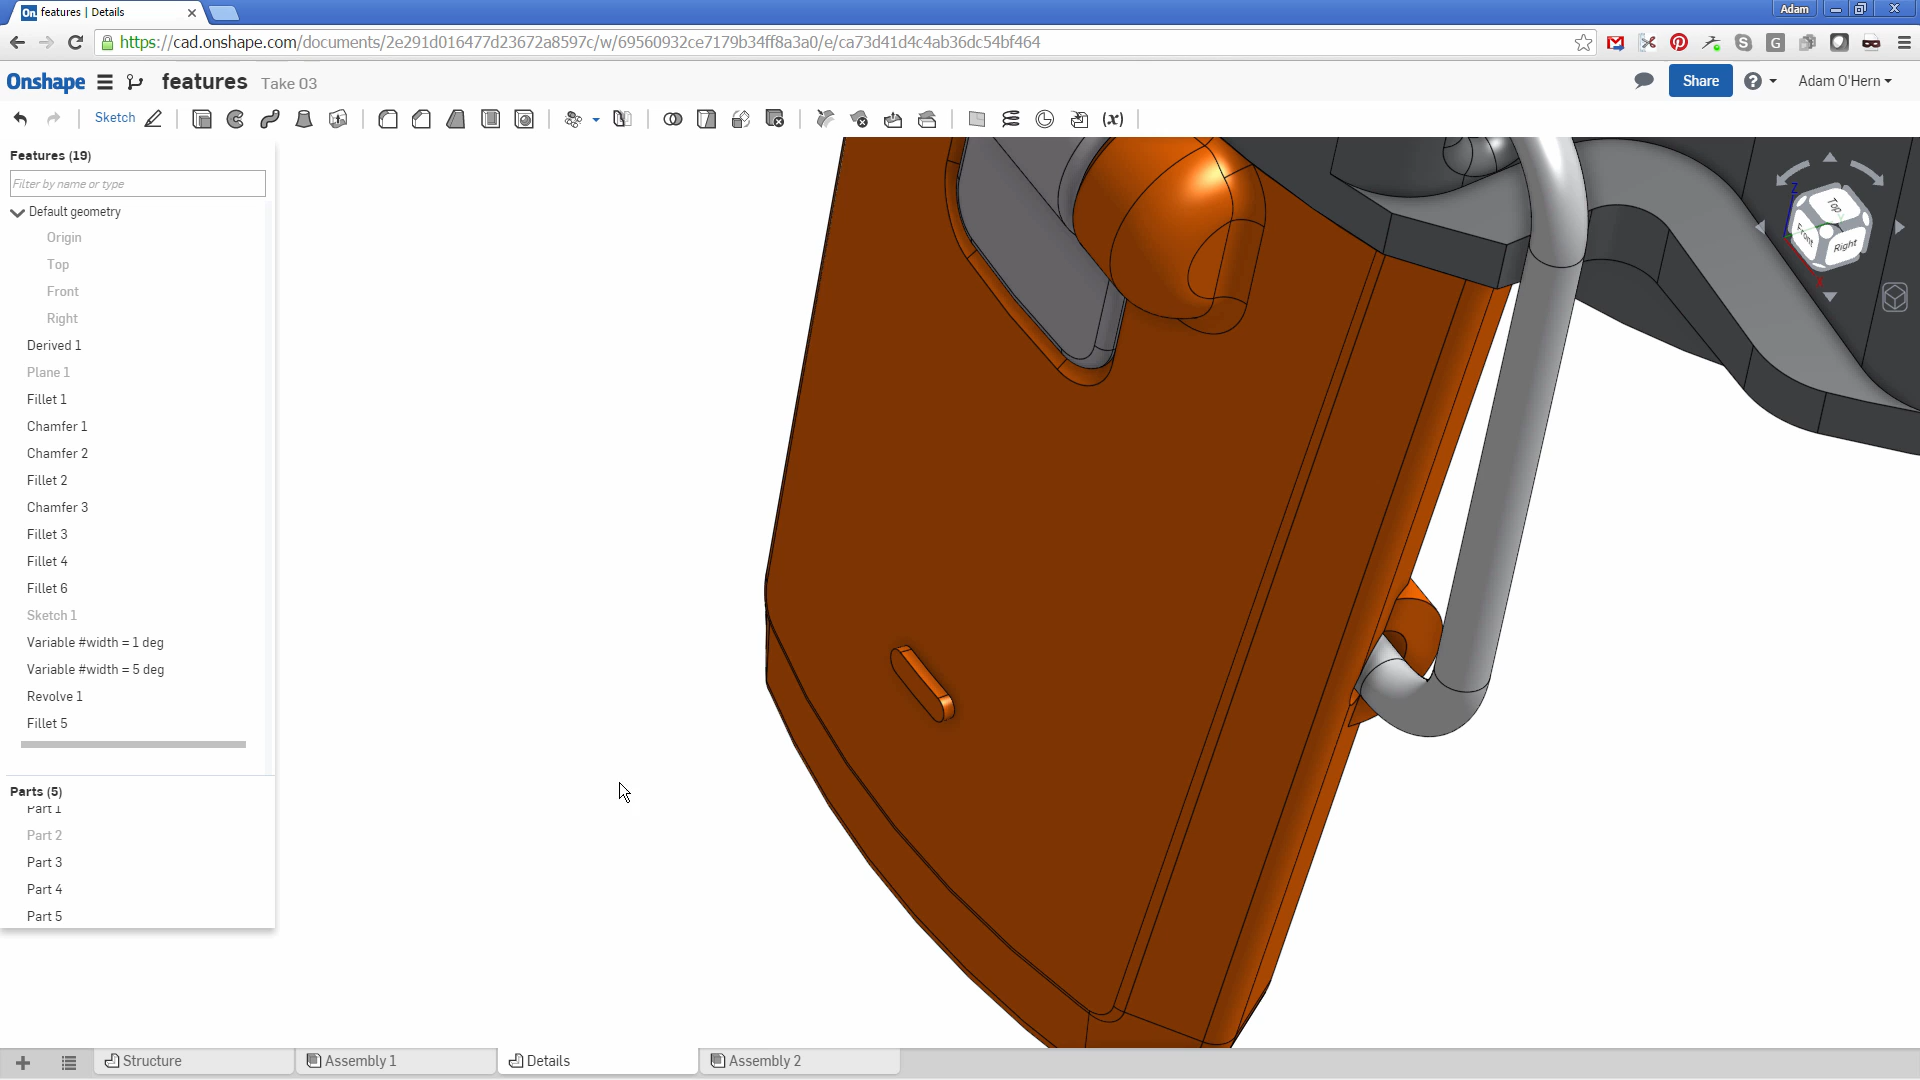 On features | Details
Adam
https://cad.onshape.com/documents/2e291d016477d23672a8597c/w/69560932ce7179b34ff8a3a0/e/ca73d41d4c4ab36dc54bf464
Onshape features Take 03
Share
Adam O'Hern
Sketch
(x)
Features (19)
Filter by name or type
Default geometry
Origin
Top
Front
Right
Derived 1
Plane 1
Fillet 1
Chamfer 1
Chamfer 2
Fillet 2
Chamfer 3
Fillet 3
Fillet 4
Fillet 6
Sketch 1
Variable #width = 1 deg
Variable #width = 5 deg
Revolve 1
Fillet 5
Parts (5)
Part 1
Part 2
Part 3
Part 4
Part 5
Z
Top
Front
Right
X
Structure
Assembly 1
Details
Assembly 2